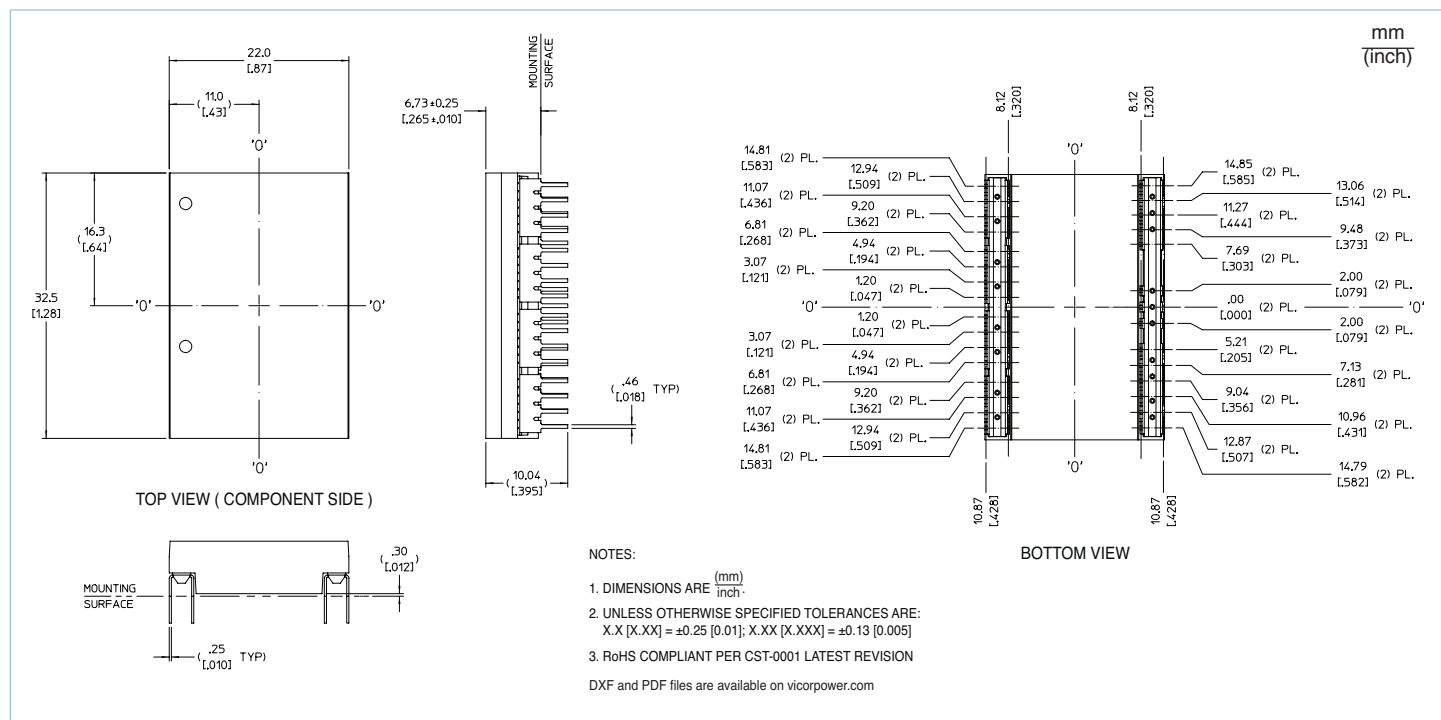 mm
(inch)
22.0
[.87]
( 11.0
[.43] )
'0'
32.5
[1.28]
( 16.3
[.64] )
'0'
'0'
'0'
TOP VIEW ( COMPONENT SIDE )
MOUNTING
SURFACE
6.73±0.25
[.265±.010]
( .46
[.018] TYP )
( 10.04
[.395] )
MOUNTING
SURFACE
( .30
[.012] )
( .25
[.010] TYP )
8.12
[.320]
8.12
[.320]
'0'
14.81
[.583] (2) PL.
12.94
[.509] (2) PL.
11.07
[.436] (2) PL.
9.20
[.362] (2) PL.
6.81
[.268] (2) PL.
4.94
[.194] (2) PL.
3.07
[.121] (2) PL.
1.20
[.047] (2) PL.
'0'
1.20
[.047] (2) PL.
3.07
[.121] (2) PL.
4.94
[.194] (2) PL.
6.81
[.268] (2) PL.
9.20
[.362] (2) PL.
11.07
[.436] (2) PL.
12.94
[.509] (2) PL.
14.81
[.583] (2) PL.
14.85
[.585] (2) PL.
13.06
[.514] (2) PL.
11.27
[.444] (2) PL.
9.48
[.373] (2) PL.
7.69
[.303] (2) PL.
2.00
[.079] (2) PL.
.00
[.000] (2) PL.
'0'
2.00
[.079] (2) PL.
5.21
[.205] (2) PL.
7.13
[.281] (2) PL.
9.04
[.356] (2) PL.
10.96
[.431] (2) PL.
12.87
[.507] (2) PL.
14.79
[.582] (2) PL.
'0'
10.87
[.428]
10.87
[.428]
BOTTOM VIEW
NOTES:
1. DIMENSIONS ARE (mm)
inch.
2. UNLESS OTHERWISE SPECIFIED TOLERANCES ARE:
X.X [X.XX] = ±0.25 [0.01]; X.XX [X.XXX] = ±0.13 [0.005]
3. RoHS COMPLIANT PER CST-0001 LATEST REVISION
DXF and PDF files are available on vicorpower.com